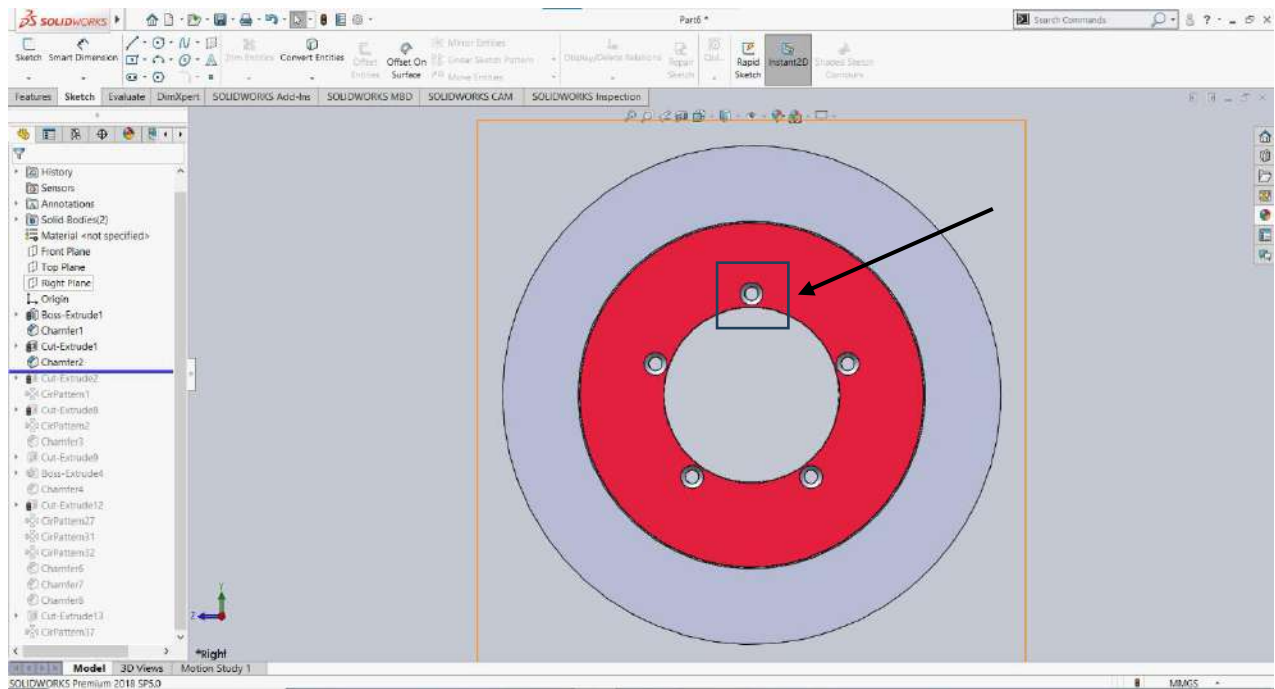 SOLIDWORKS
Part6 *
Search Commands
Sketch
Smart Dimension
Trim Entities
Convert Entities
Offset Entities
Offset On Surface
Mirror Entities
Linear Sketch Pattern
Move Entities
Display/Delete Relations
Repair Sketch
Rapid Sketch
Instant2D
Shaded Sketch Contours
Features
Sketch
Evaluate
DimXpert
SOLIDWORKS Add-Ins
SOLIDWORKS MBD
SOLIDWORKS CAM
SOLIDWORKS Inspection
History
Sensors
Annotations
Solid Bodies(2)
Material <not specified>
Front Plane
Top Plane
Right Plane
Origin
Boss-Extrude1
Chamfer1
Cut-Extrude1
Chamfer2
Cut-Extrude2
CirPattern1
Cut-Extrude8
CirPattern2
Chamfer3
Cut-Extrude9
Boss-Extrude4
Chamfer4
Cut-Extrude12
CirPattern27
CirPattern31
CirPattern32
Chamfer6
Chamfer7
Chamfer8
Cut-Extrude13
CirPattern37
Y
Z
*Right
Model
3D Views
Motion Study 1
SOLIDWORKS Premium 2018 SP5.0
MMGS